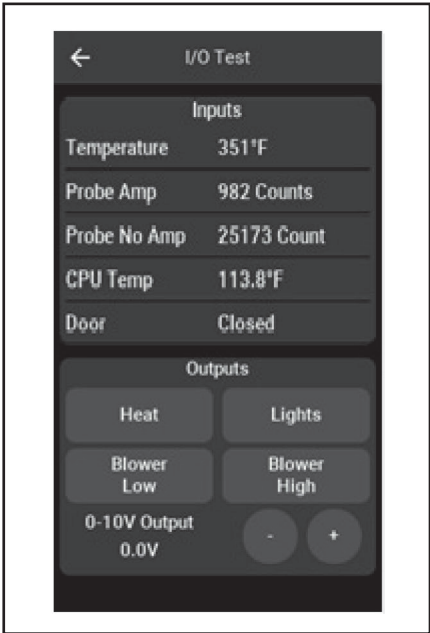 I/O Test
Inputs
Temperature 351°F
Probe Amp 982 Counts
Probe No Amp 25173 Count
CPU Temp 113.8°F
Door Closed
Outputs
Heat Lights
Blower Low
Blower High
0-10V Output
0.0V - +